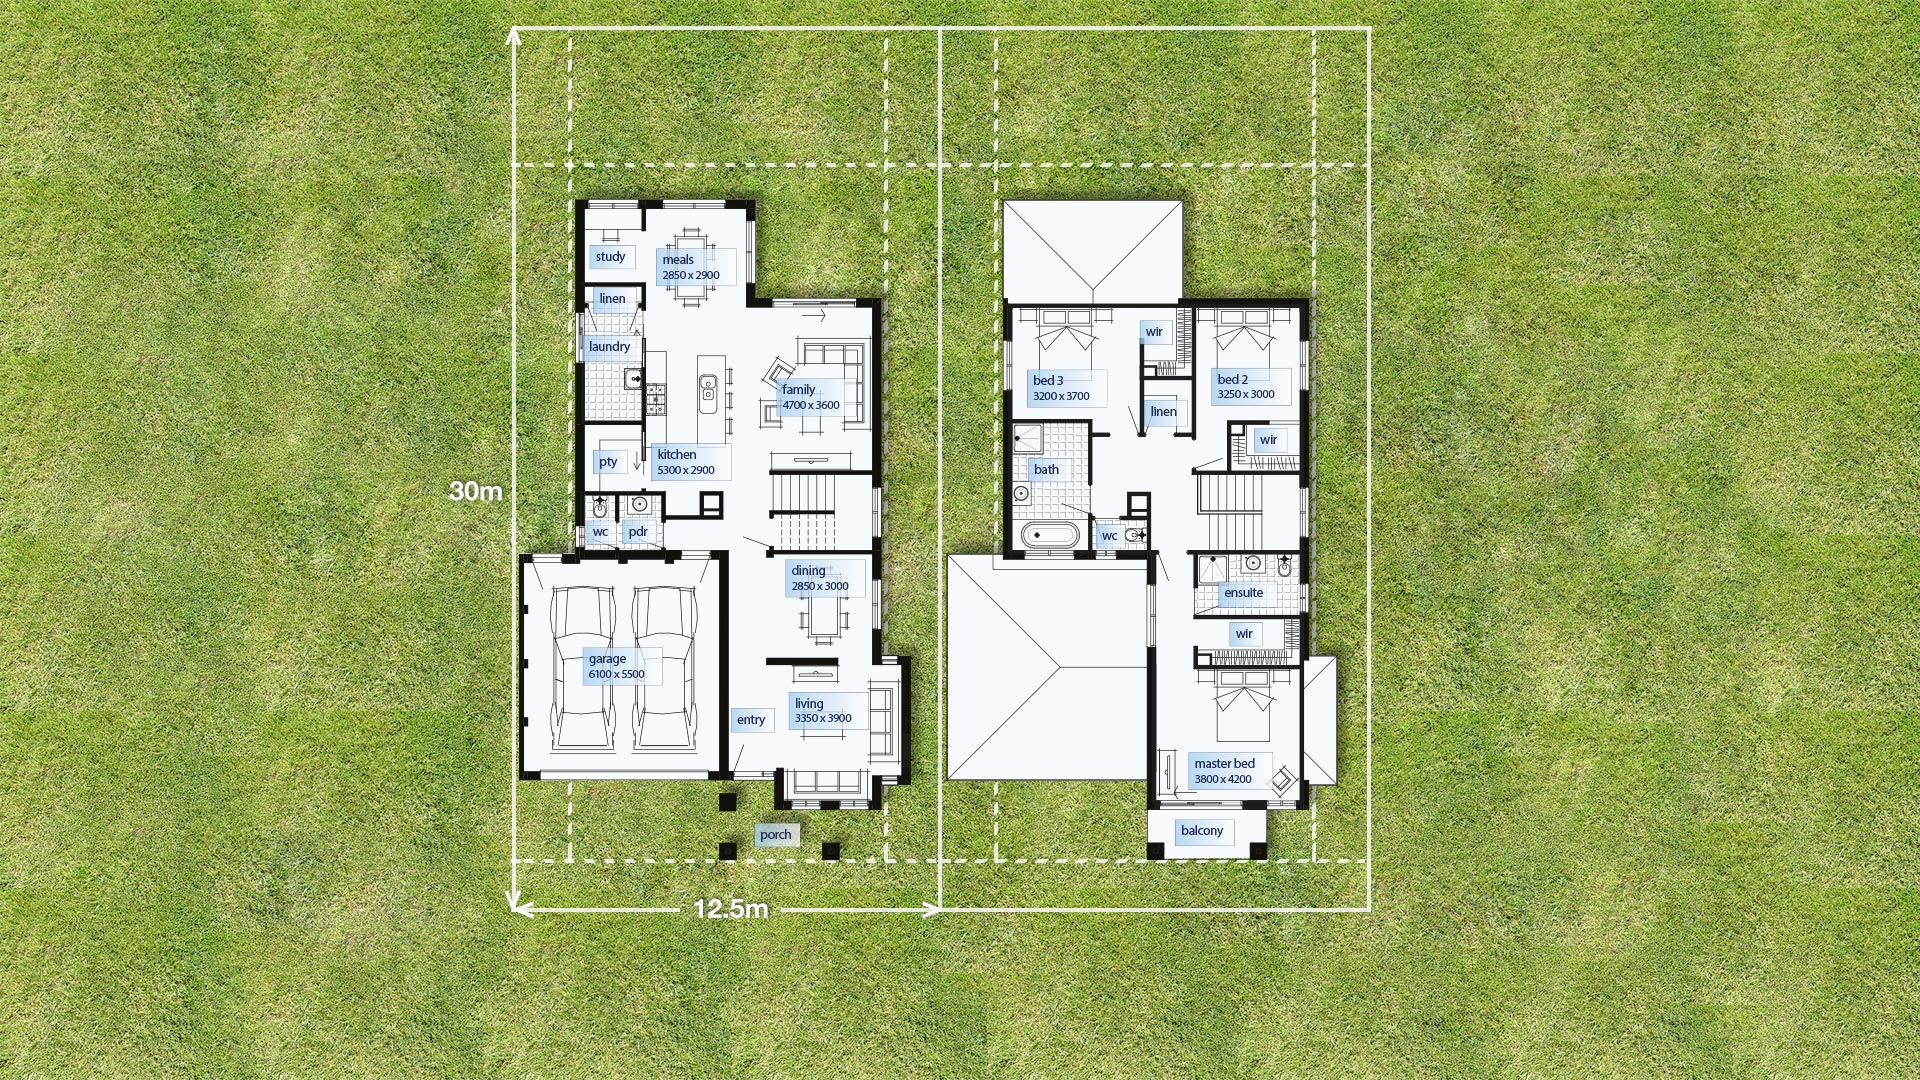 study
meals
2850 x 2900
linen
laundry
family
4700 x 3600
kitchen
5300 x 2900
pty
wc
pdr
dining
2850 x 3000
garage
6100 x 5500
living
3350 x 3900
entry
porch
30m
12.5m
wir
bed 3
3200 x 3700
bed 2
3250 x 3000
linen
wir
bath
wc
ensuite
wir
master bed
3800 x 4200
balcony